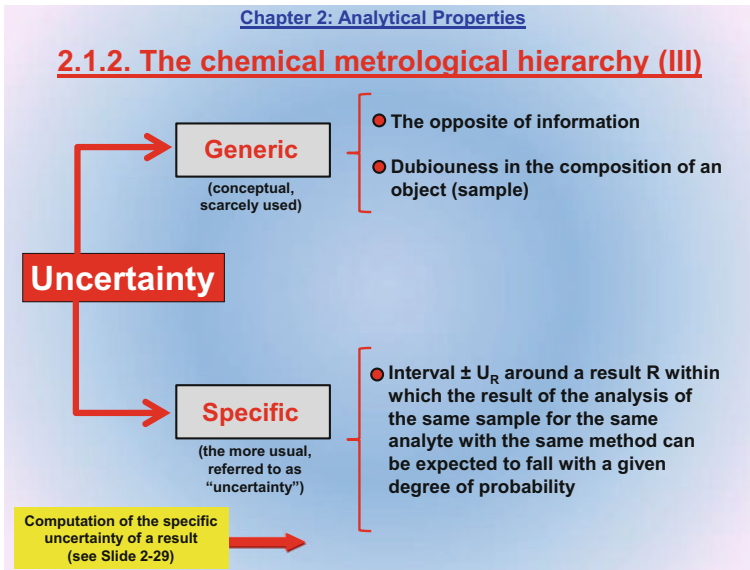 Chapter 2: Analytical Properties
2.1.2. The chemical metrological hierarchy (III)
Generic
(conceptual,
scarcely used)
The opposite of information
Dubiouness in the composition of an
object (sample)
Uncertainty
Specific
(the more usual,
referred to as
“uncertainty”)
Interval ± U_R around a result R within
which the result of the analysis of
the same sample for the same
analyte with the same method can
be expected to fall with a given
degree of probability
Computation of the specific
uncertainty of a result
(see Slide 2-29)